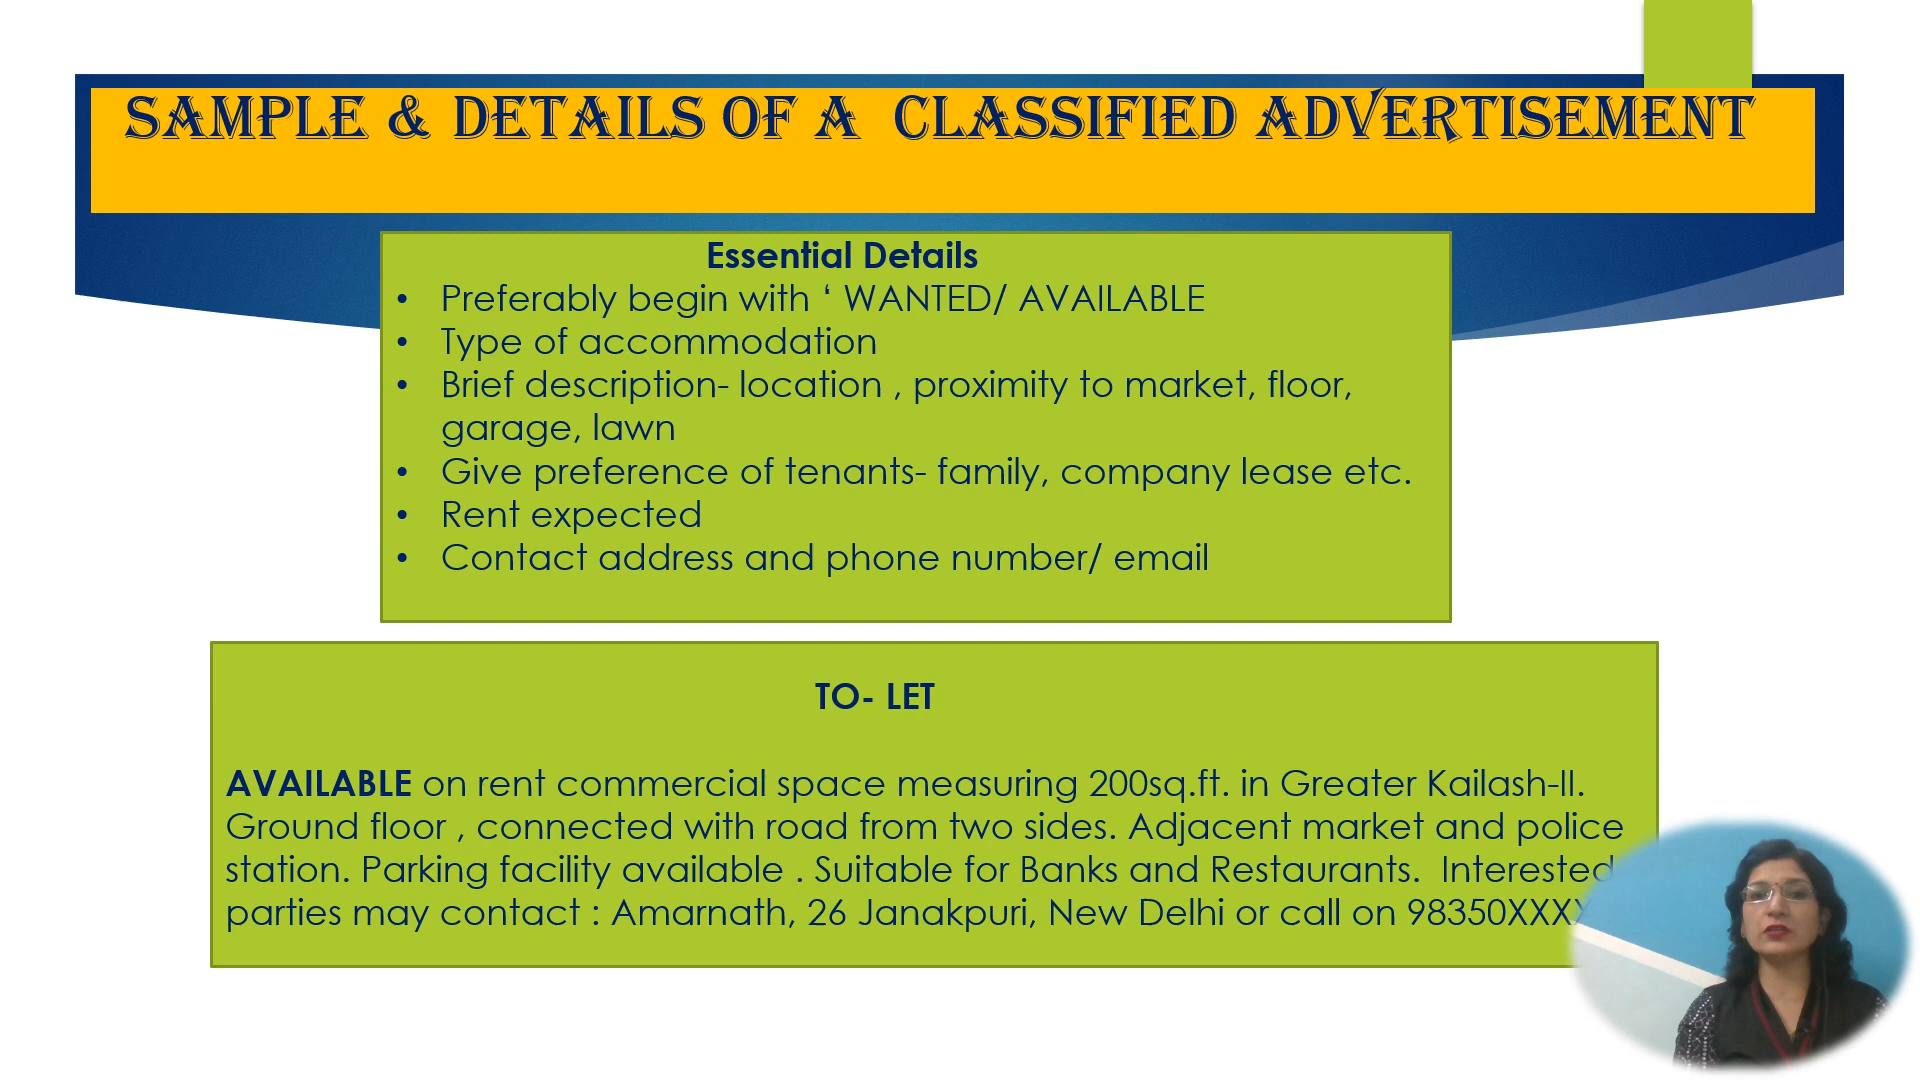 SAMPLE & DETAILS OF A CLASSIFIED ADVERTISEMENT
Essential Details
• Preferably begin with ‘ WANTED/ AVAILABLE
• Type of accommodation
• Brief description- location , proximity to market, floor,
garage, lawn
• Give preference of tenants- family, company lease etc.
• Rent expected
• Contact address and phone number/ email
TO- LET
AVAILABLE on rent commercial space measuring 200sq.ft. in Greater Kailash-II.
Ground floor , connected with road from two sides. Adjacent market and police
station. Parking facility available . Suitable for Banks and Restaurants. Interested
parties may contact : Amarnath, 26 Janakpuri, New Delhi or call on